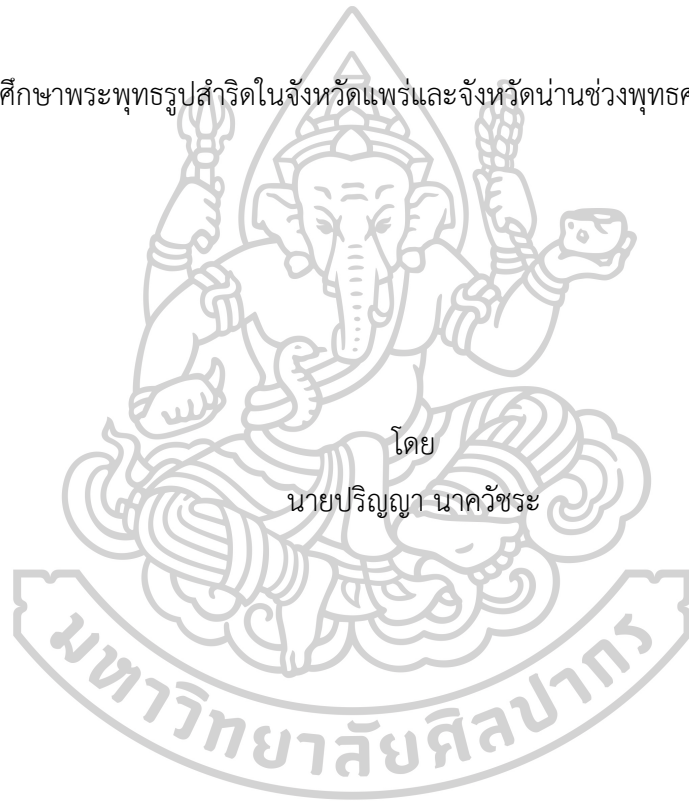 ศึกษาพระพุทธรูปสำริดในจังหวัดแพร่และจังหวัดน่านช่วงพุทธ
โดย
นายปริญญา นาควัชระ
มหาวิทยาลัยศิลปากร